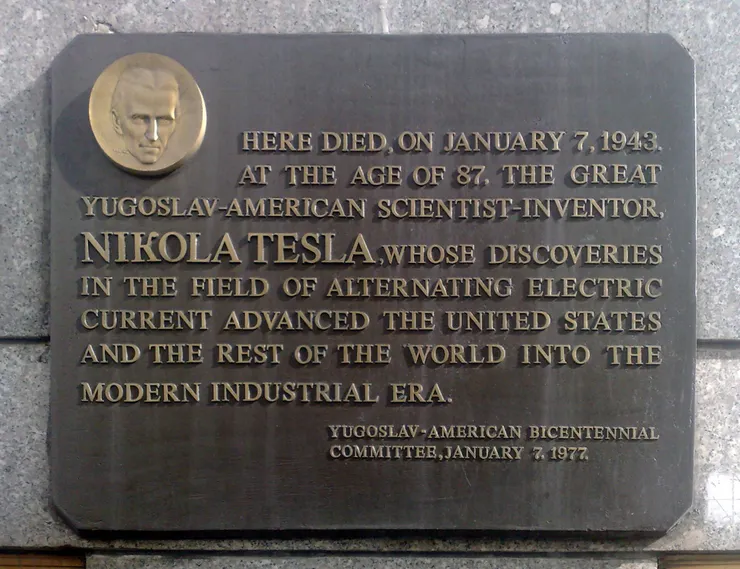 HERE DIED, ON JANUARY 7, 1943.
AT THE AGE OF 87, THE GREAT
YUGOSLAV-AMERICAN SCIENTIST-INVENTOR,
NIKOLA TESLA, WHOSE DISCOVERIES
IN THE FIELD OF ALTERNATING ELECTRIC
CURRENT ADVANCED THE UNITED STATES
AND THE REST OF THE WORLD INTO THE
MODERN INDUSTRIAL ERA.
YUGOSLAV-AMERICAN BICENTENNIAL
COMMITTEE, JANUARY 7. 1977.